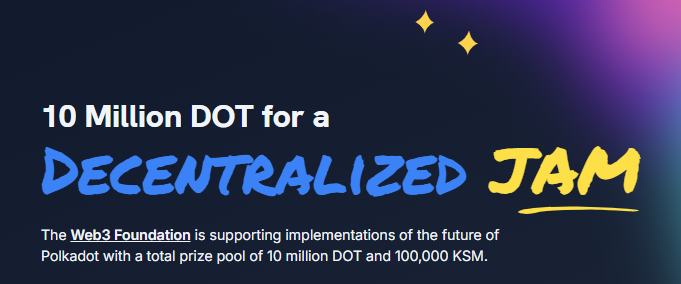 10 Million DOT for a
DECENTRALIZED JAM
The Web3 Foundation is supporting implementations of the future of
Polkadot with a total prize pool of 10 million DOT and 100,000 KSM.